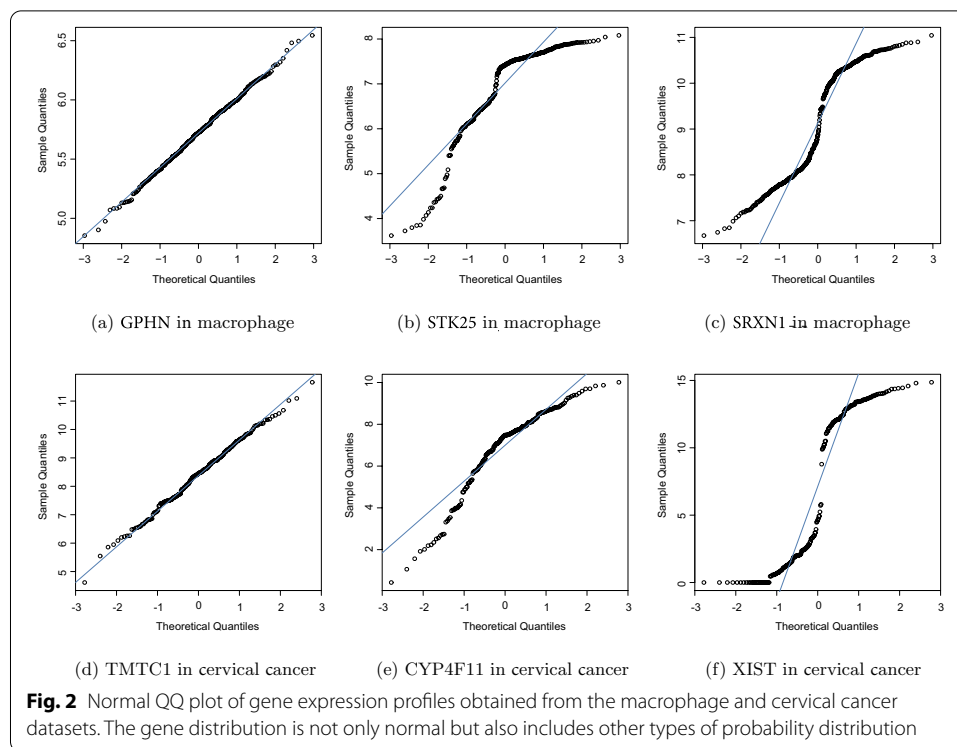 Sample Quantiles
6.5
6.0
5.5
5.0
−3 −2 −1 0 1 2 3
Theoretical Quantiles
(a) GPHN in macrophage
Sample Quantiles
8
7
6
5
4
−3 −2 −1 0 1 2 3
Theoretical Quantiles
(b) STK25 in macrophage
Sample Quantiles
11
10
9
8
7
−3 −2 −1 0 1 2 3
Theoretical Quantiles
(c) SRXN1 in macrophage
Sample Quantiles
11
10
9
8
7
6
5
-3 -2 -1 0 1 2 3
Theoretical Quantiles
(d) TMTC1 in cervical cancer
Sample Quantiles
10
8
6
4
2
-3 -2 -1 0 1 2 3
Theoretical Quantiles
(e) CYP4F11 in cervical cancer
Sample Quantiles
15
10
5
0
-3 -2 -1 0 1 2 3
Theoretical Quantiles
(f) XIST in cervical cancer
Fig. 2 Normal QQ plot of gene expression profiles obtained from the macrophage and cervical cancer
datasets. The gene distribution is not only normal but also includes other types of probability distribution